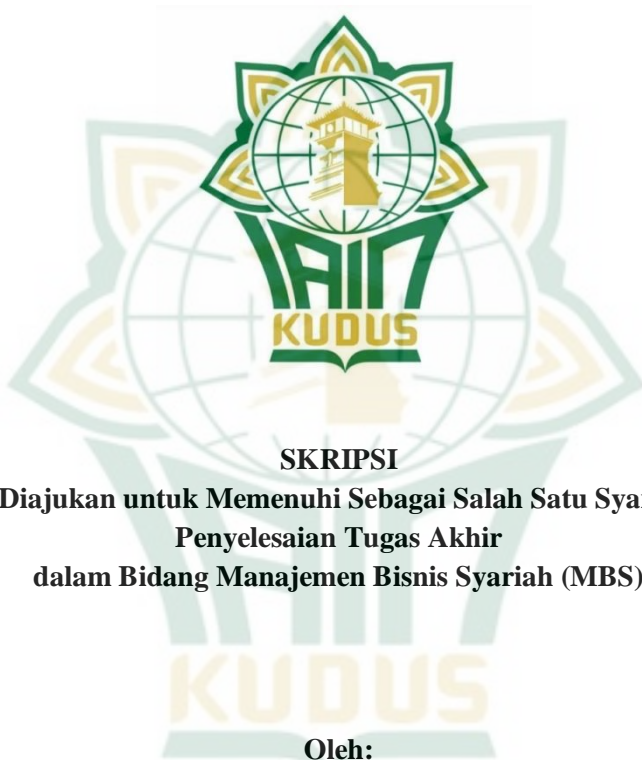 IAIN
KUDUS
SKRIPSI
Diajukan untuk Memenuhi Sebagai Salah Satu
Penyelesaian Tugas Akhir
dalam Bidang Manajemen Bisnis Syariah (MBS)
KUDUS
Oleh: